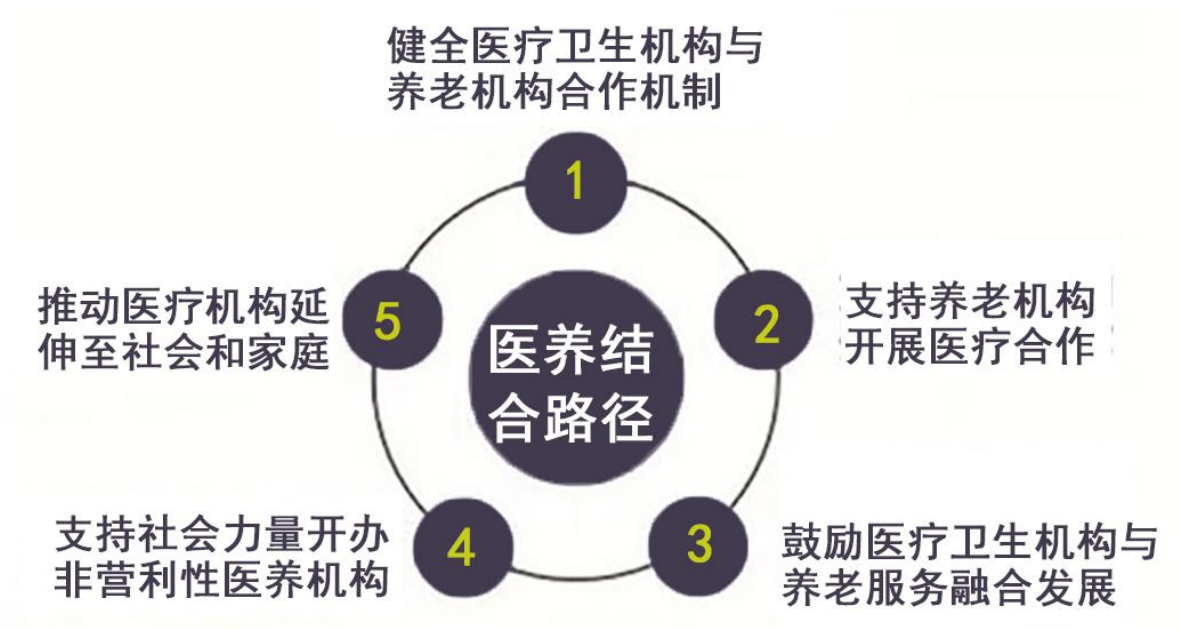 健全医疗卫生机构与
养老机构合作机制
1
2
支持养老机构
开展医疗合作
3
鼓励医疗卫生机构与
养老服务融合发展
4
支持社会力量开办
非营利性医养机构
5
推动医疗机构延
伸至社会和家庭
医养结
合路径